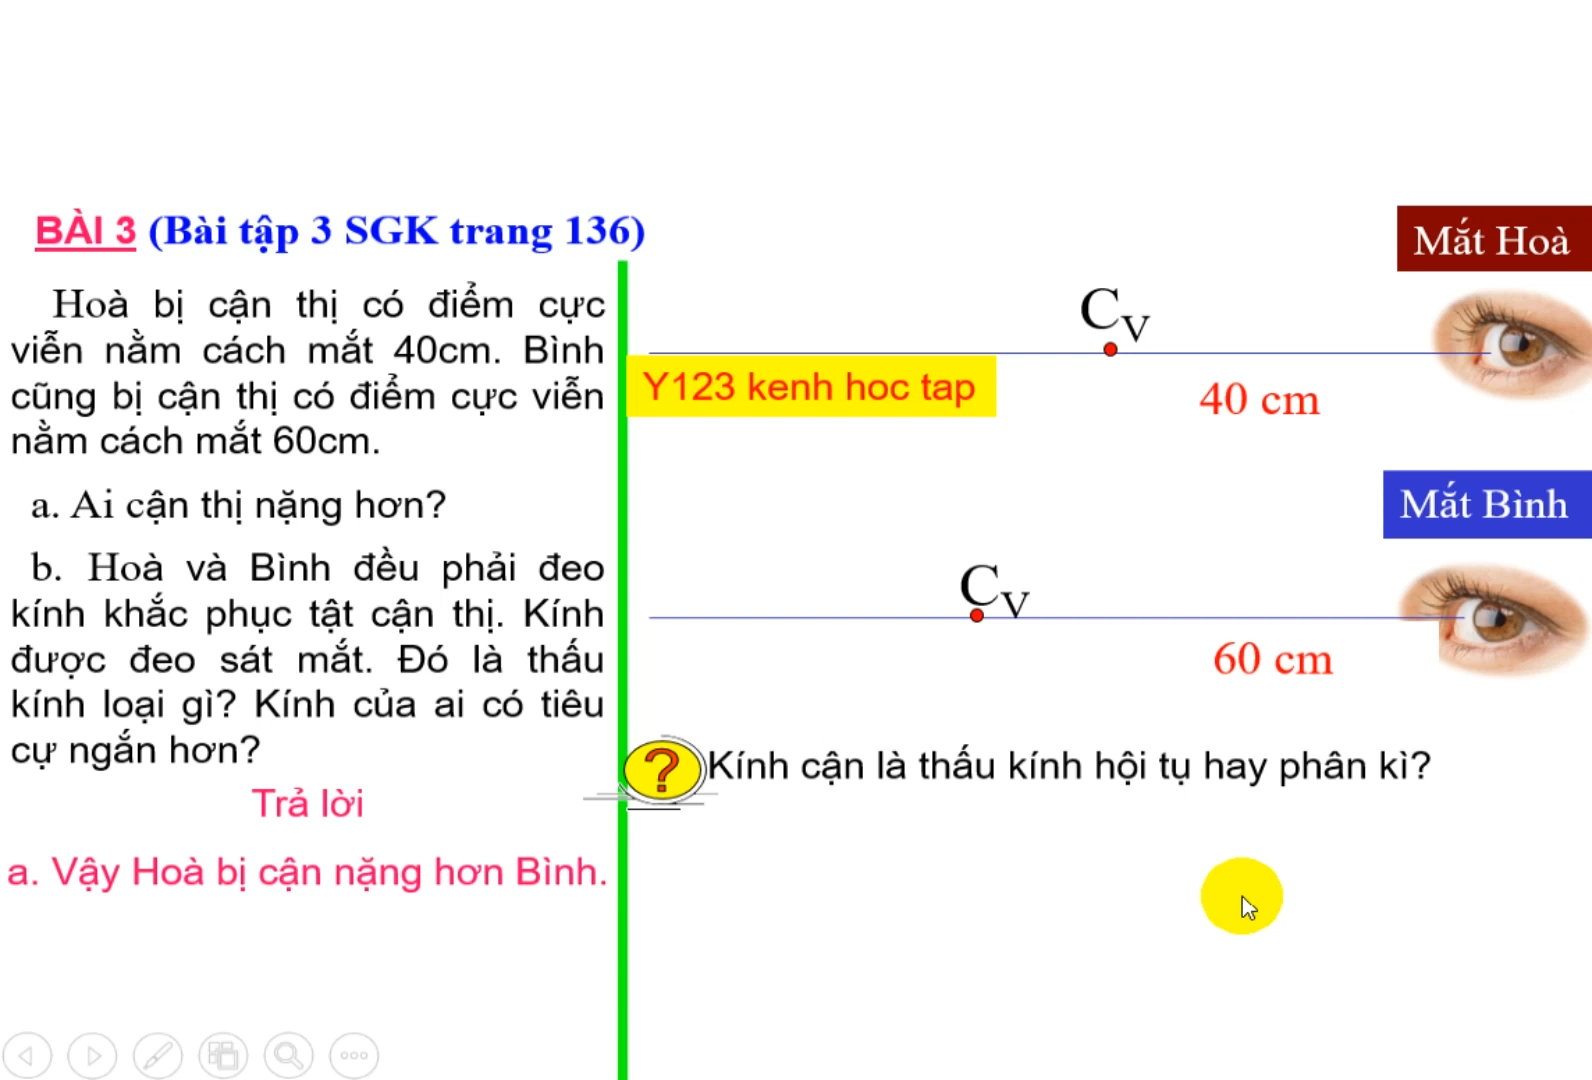 BÀI 3 (Bài tập 3 SGK trang 136)
Hoà bị cận thị có điểm cực
viễn nằm cách mắt 40cm. Bình
cũng bị cận thị có điểm cực viễn
nằm cách mắt 60cm.
a. Ai cận thị nặng hơn?
b. Hoà và Bình đều phải đeo
kính khắc phục tật cận thị. Kính
được đeo sát mắt. Đó là thấu
kính loại gì? Kính của ai có tiêu
cự ngắn hơn?
Trả lời
a. Vậy Hoà bị cận nặng hơn Bình.
Mắt Hoà
CV
Y123 kenh hoc tap
40 cm
Mắt Bình
CV
60 cm
? Kính cận là thấu kính hội tụ hay phân kì?